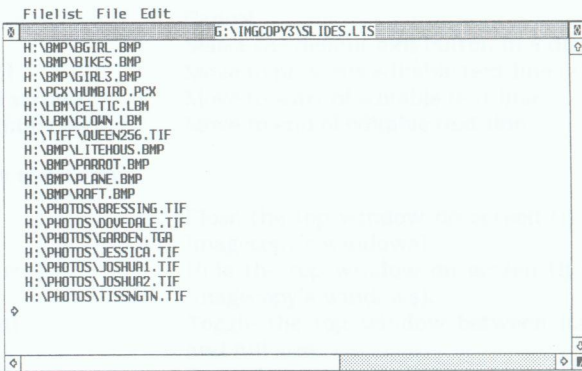 Filelist File Edit
G:\IMGCOPY3\SLIDES.LIS
H:\BMP\BGIRL.BMP
H:\BMP\BIKES.BMP
H:\BMP\GIRL3.BMP
H:\PCX\HUMBIRD.PCX
H:\LBM\CELTIC.LBM
H:\LBM\CLOWN.LBM
H:\TIFF\QUEEN256.TIF
H:\BMP\LITEHOUS.BMP
H:\BMP\PARROT.BMP
H:\BMP\PLANE.BMP
H:\BMP\RAFT.BMP
H:\PHOTOS\BRESSING.TIF
H:\PHOTOS\DOVEDALE.TIF
H:\PHOTOS\GARDEN.TGA
H:\PHOTOS\JESSICA.TIF
H:\PHOTOS\JOSHUA1.TIF
H:\PHOTOS\JOSHUA2.TIF
H:\PHOTOS\TISSNGTN.TIF